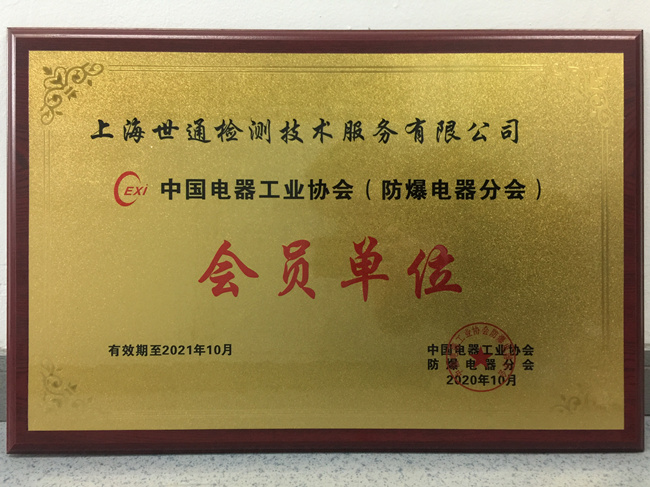 上海世通检测技术服务有限公司
EXi 中国电器工业协会（防爆电器分会）
会员单位
有效期至2021年10月
中国电器工业协会
防爆电器分会
2020年10月